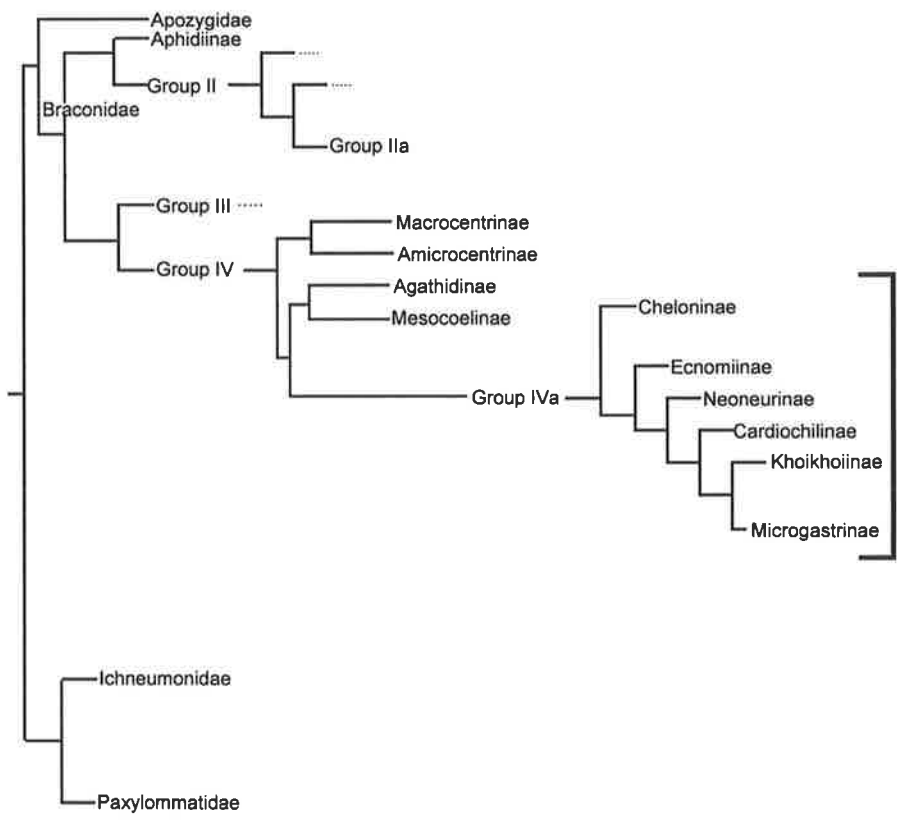 Apozygidae
Aphidiinae
Group II
Braconidae
Group IIa
Group III
Group IV
Macrocentrinae
Amicrocentrinae
Agathidinae
Mesocoelinae
Group IVa
Cheloninae
Ecnomiinae
Neoneurinae
Cardiochilinae
Khoikhoiinae
Microgastrinae
Ichneumonidae
Paxylommatidae